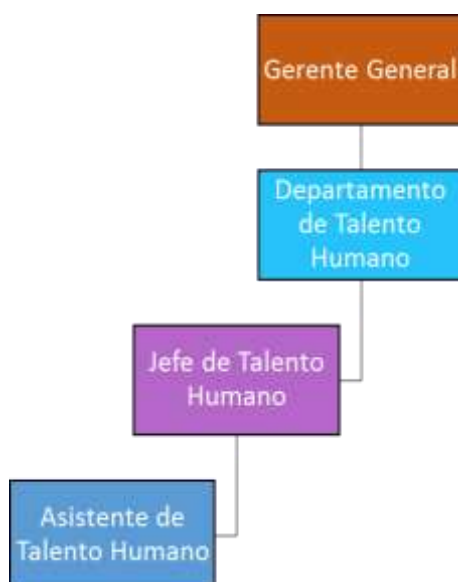 Gerente General
Departamento
de Talento
Humano
Jefe de Talento
Humano
Asistente de
Talento Humano